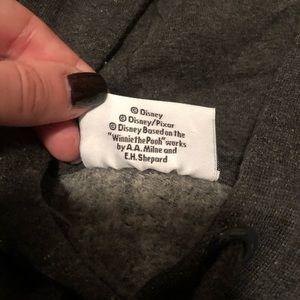 © Disney
© Disney/Pixar
© Disney Based on the
"Winnie the Pooh" works
by A.A. Milne and
E.H. Shepard